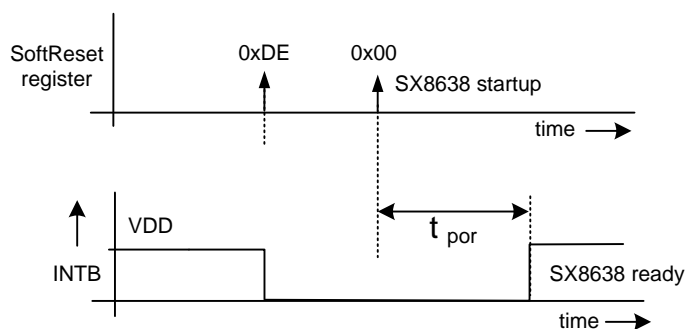 SoftReset
register
0xDE
0x00
SX8638 startup
time
VDD
INTB
t por
SX8638 ready
time